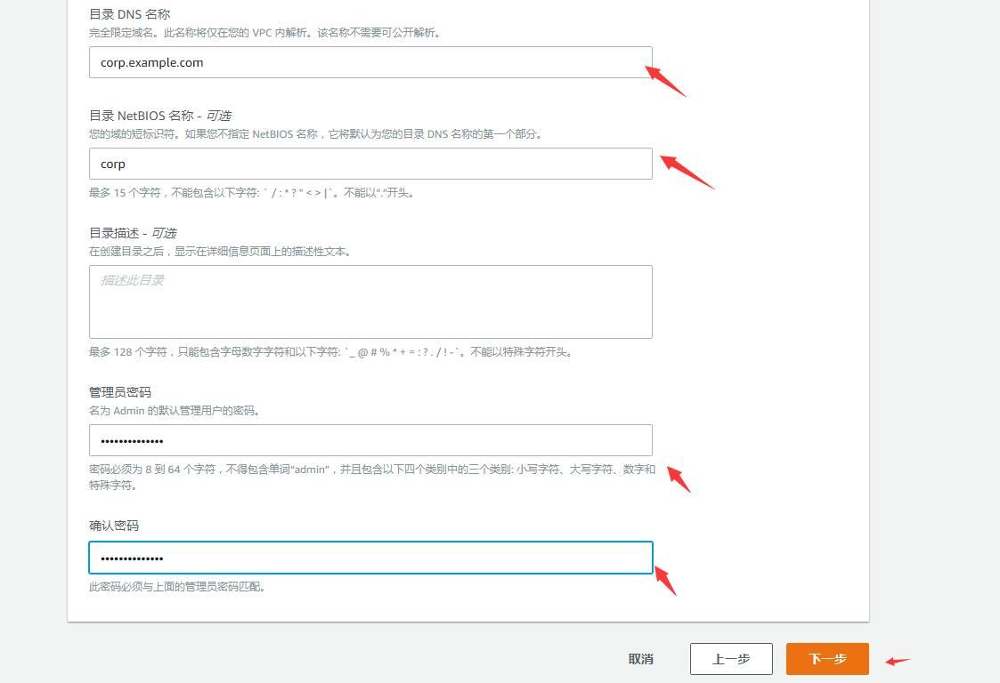 目录 DNS 名称
完全限定域名。此名称将仅在您的 VPC 内解析。该名称不需要可公开解析。
corp.example.com
目录 NetBIOS 名称 - 可选
您的域的短标识符。如果您不指定 NetBIOS 名称，它将默认为您的目录 DNS 名称的第一个部分。
corp
最多 15 个字符，不能包含以下字符: ` / : * ? " < > |`。不能以“.”开头。
目录描述 - 可选
在创建目录之后，显示在详细信息页面上的描述性文本。
描述此目录
最多 128 个字符，只能包含字母数字字符和以下字符: `_ @ # % * + = : ? . / ! -`。不能以特殊字符开头。
管理员密码
名为 Admin 的默认管理用户的密码。
••••••••••••••
密码必须为 8 到 64 个字符，不得包含单词“admin”，并且包含以下四个类别中的三个类别: 小写字符、大写字符、数字和
特殊字符。
确认密码
••••••••••••••
此密码必须与上面的管理员密码匹配。
取消 上一步 下一步